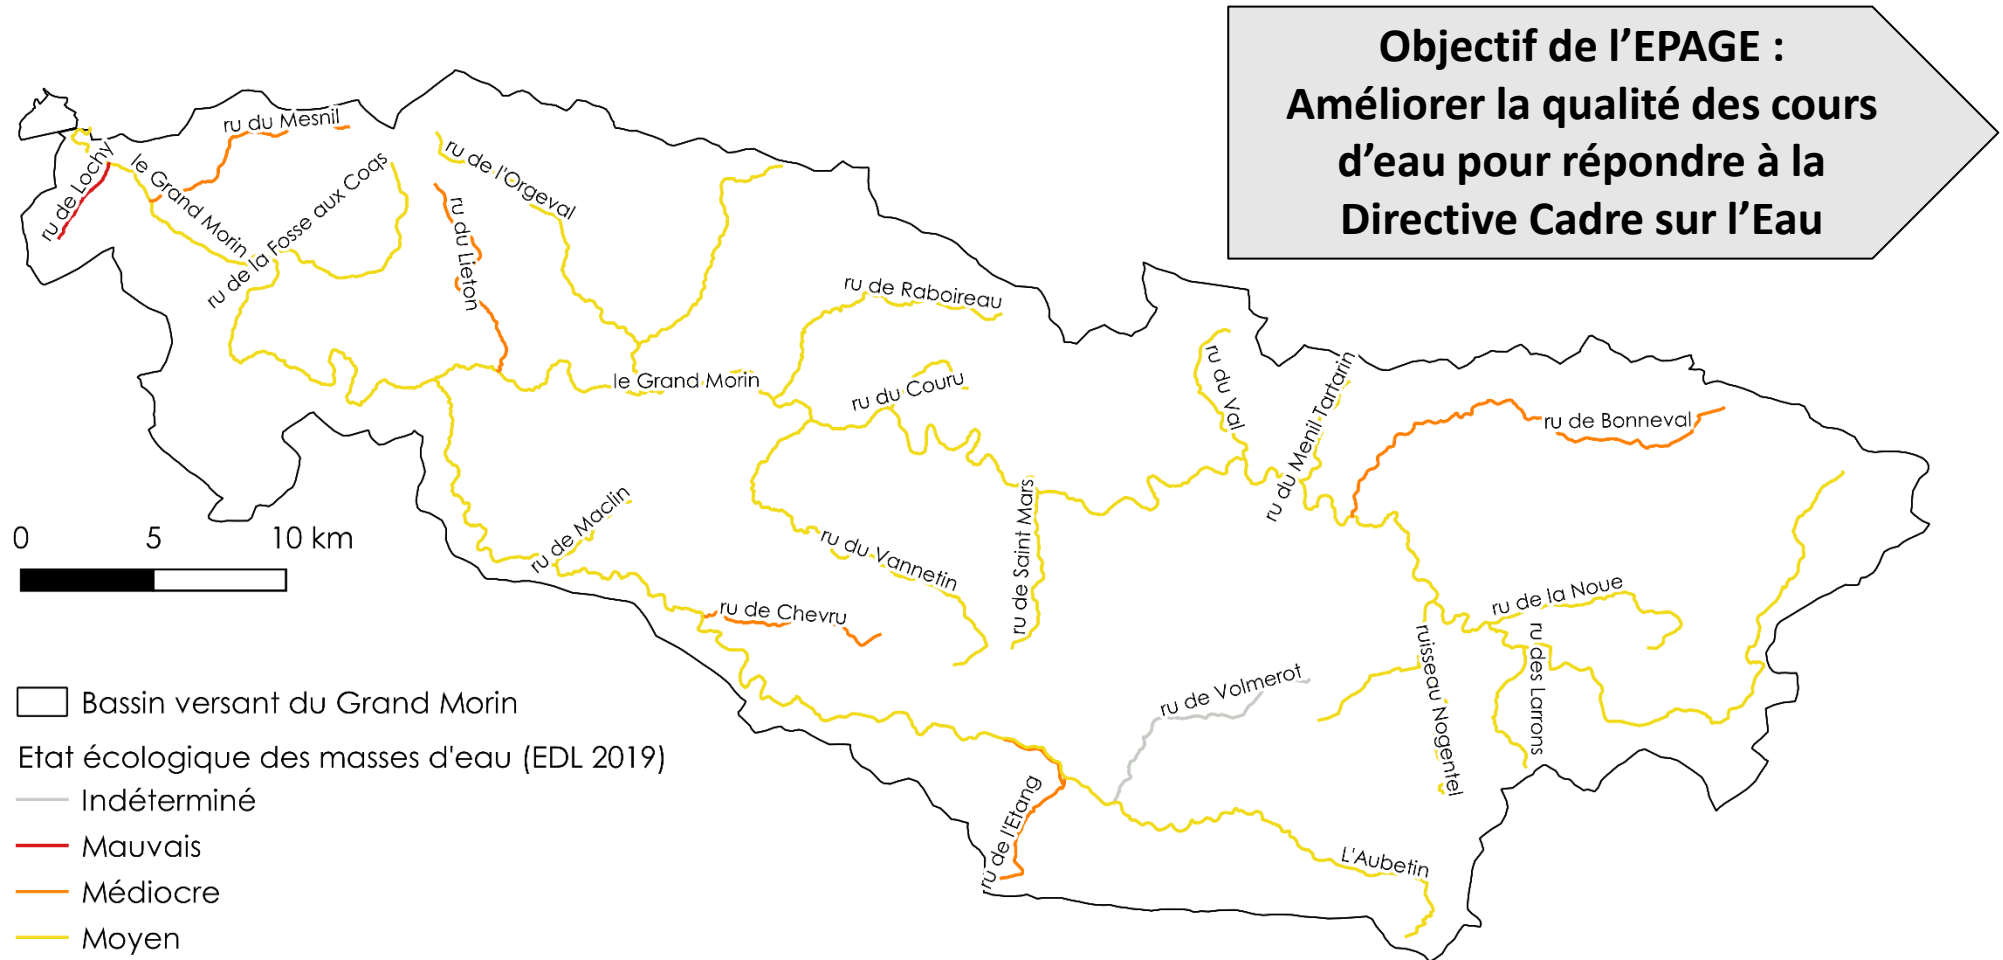 Objectif de l’EPAGE :
Améliorer la qualité des cours
d’eau pour répondre à la
Directive Cadre sur l’Eau
ru du Mesnil
ru de Lochy
le Grand Morin
ru de la Fosse aux Coqs
ru de l'Orgeval
ru du Lieton
ru de Raboireau
le Grand Morin
ru du Couru
ru du Val
ru du Menil Tartarin
ru de Bonneval
ru de Maclin
ru du Vannetin
ru de Saint Mars
ru de Chevru
ru de la Noue
ruisseau Nogentel
ru des Larrons
ru de Volmerot
ru de l'Etang
L'Aubetin
0 5 10 km
Bassin versant du Grand Morin
Etat écologique des masses d'eau (EDL 2019)
Indéterminé
Mauvais
Médiocre
Moyen